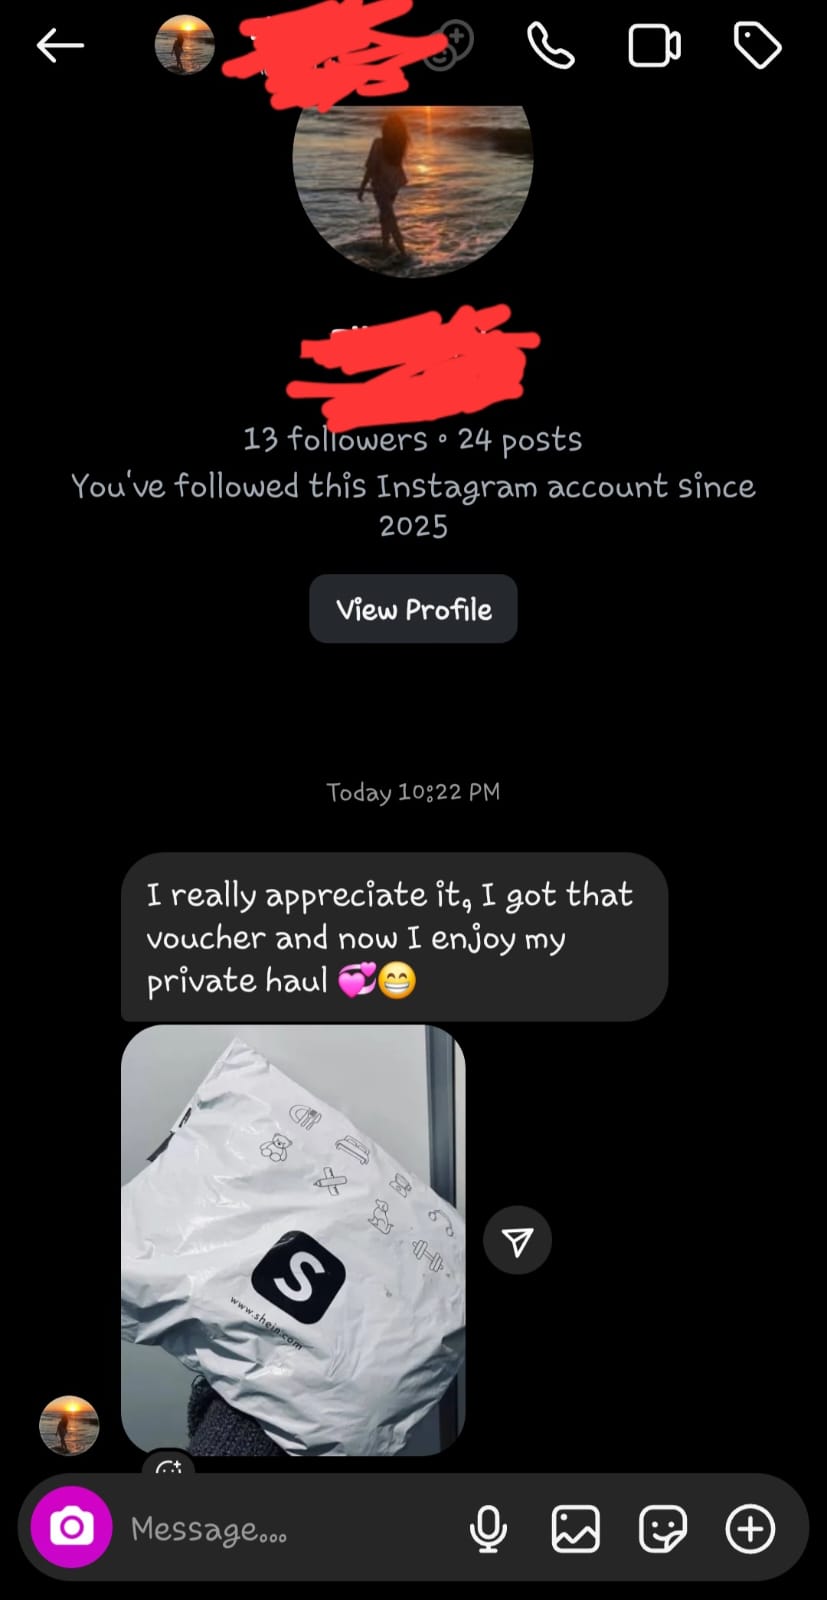 13 followers • 24 posts
You've followed this Instagram account since
2025
View Profile
Today 10:22 PM
I really appreciate it, I got that
voucher and now I enjoy my
private haul 💞😁
S
www.shein.com
Message...